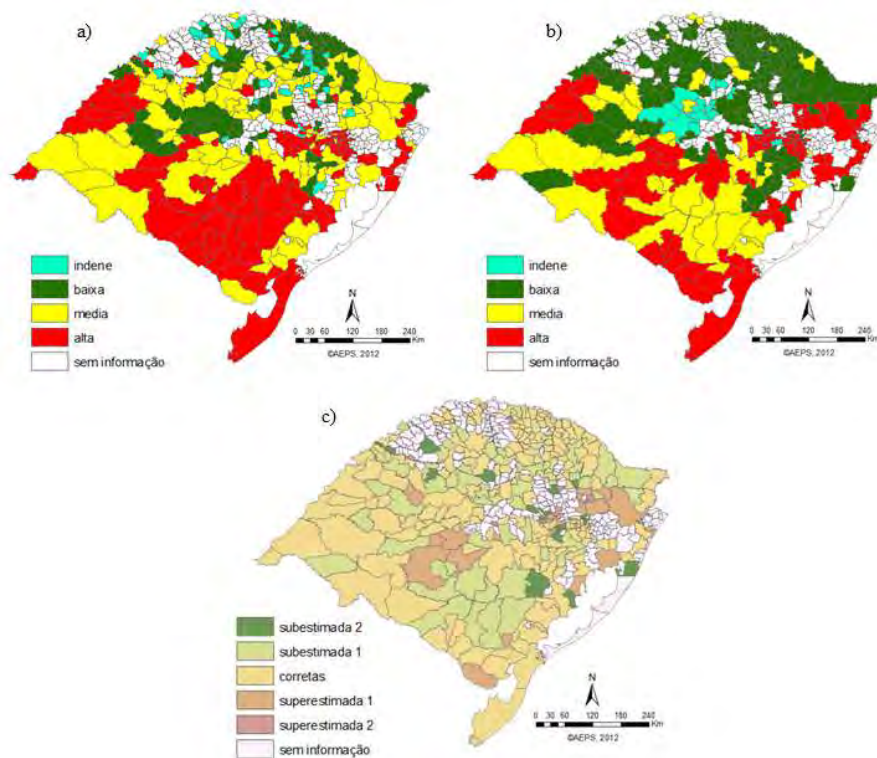 a)
indene
baixa
media
alta
sem informação
N
0 30 60 120 180 240
Km
©AEPS, 2012
b)
indene
baixa
media
alta
sem informação
N
0 30 60 120 180 240
Km
©AEPS, 2012
c)
subestimada 2
subestimada 1
corretas
superestimada 1
superestimada 2
sem informação
N
0 30 60 120 180 240
Km
©AEPS, 2012